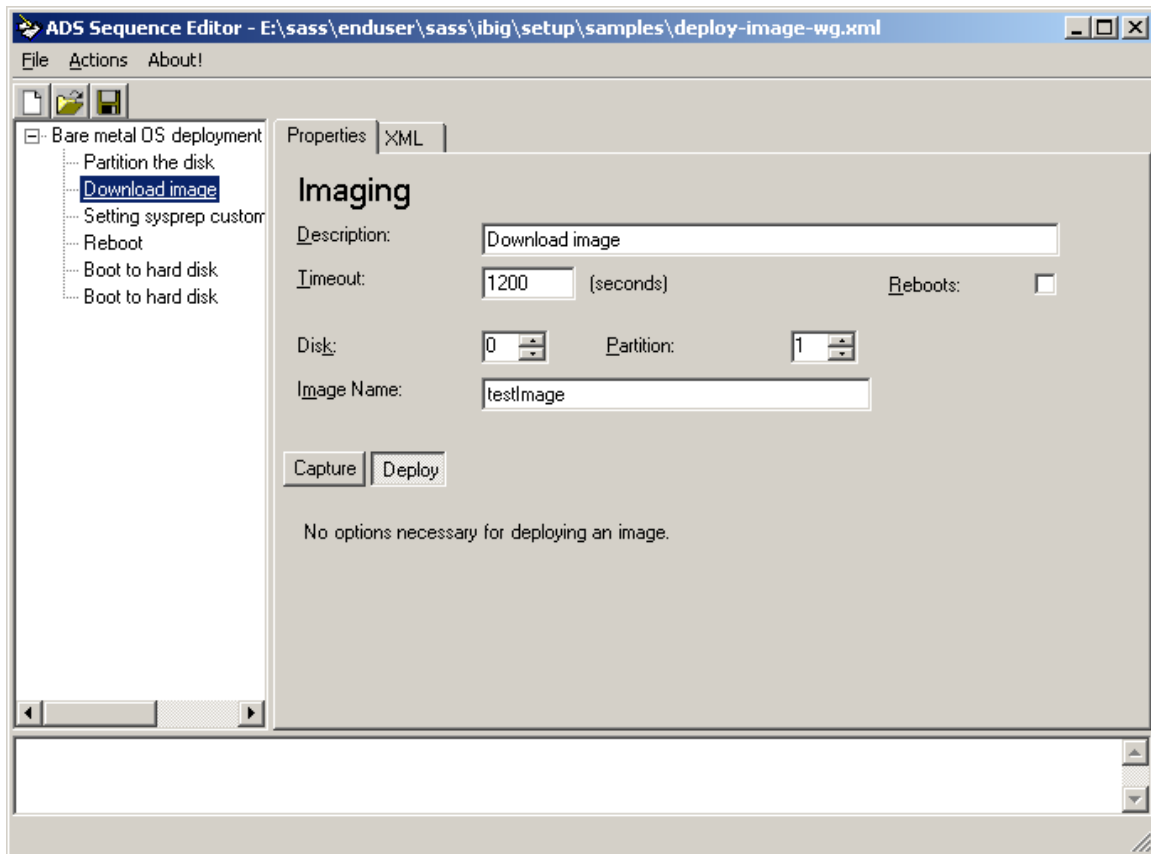 ADS Sequence Editor - E:\sass\enduser\sass\ibig\setup\samples\deploy-image-wg.xml
File Actions About!
Bare metal OS deployment
Partition the disk
Download image
Setting sysprep custom
Reboot
Boot to hard disk
Boot to hard disk
Properties XML
Imaging
Description: Download image
Timeout: 1200 (seconds) Reboots:
Disk: 0 Partition: 1
Image Name: testImage
Capture Deploy
No options necessary for deploying an image.